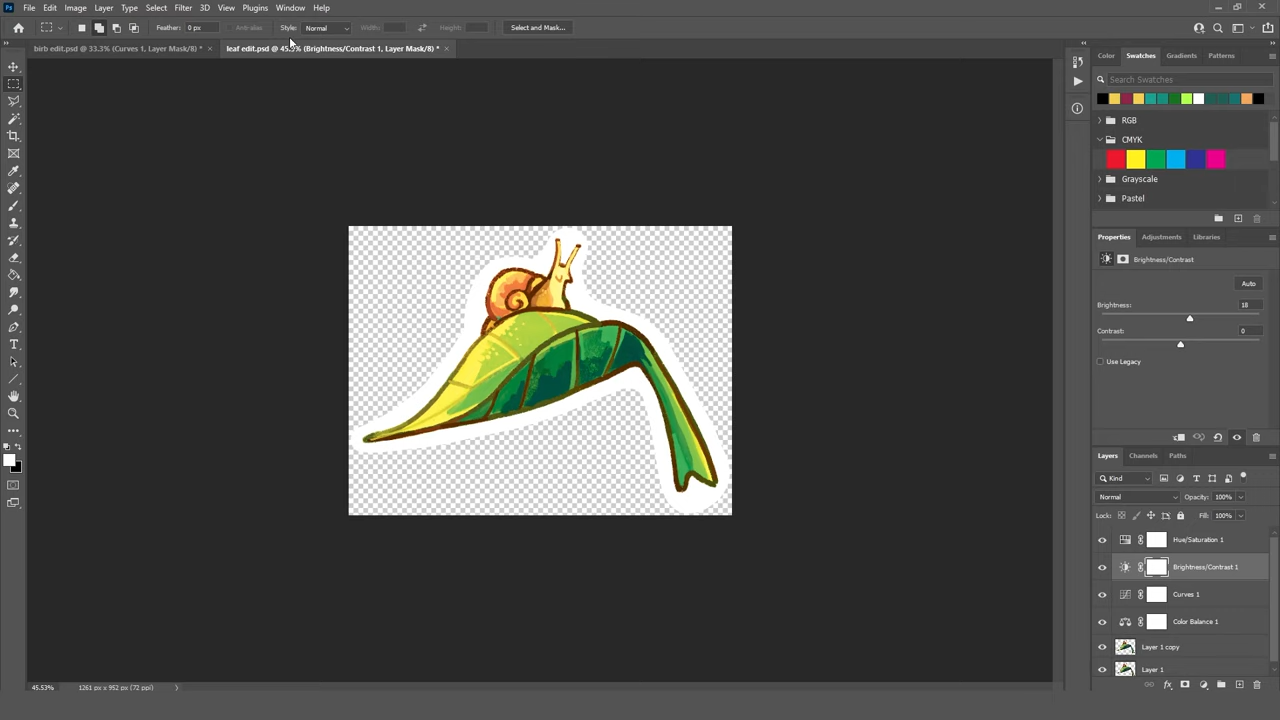 Ps File Edit Image Layer Type Select Filter 3D View Plugins Window Help
Feather: 0 px Anti-alias Style: Normal Width: Height: Select and Mask...
birb edit.psd @ 33.3% (Curves 1, Layer Mask/8) * × leaf edit.psd @ 45.5% (Brightness/Contrast 1, Layer Mask/8) * ×
Color Swatches Gradients Patterns
Search Swatches
RGB
CMYK
Grayscale
Pastel
Properties Adjustments Libraries
Brightness/Contrast
Auto
Brightness: 18
Contrast: 0
Use Legacy
Layers Channels Paths
Kind
Normal Opacity: 100%
Lock: Fill: 100%
Hue/Saturation 1
Brightness/Contrast 1
Curves 1
Color Balance 1
Layer 1 copy
Layer 1
45.53% 1261 px x 952 px (72 ppi)